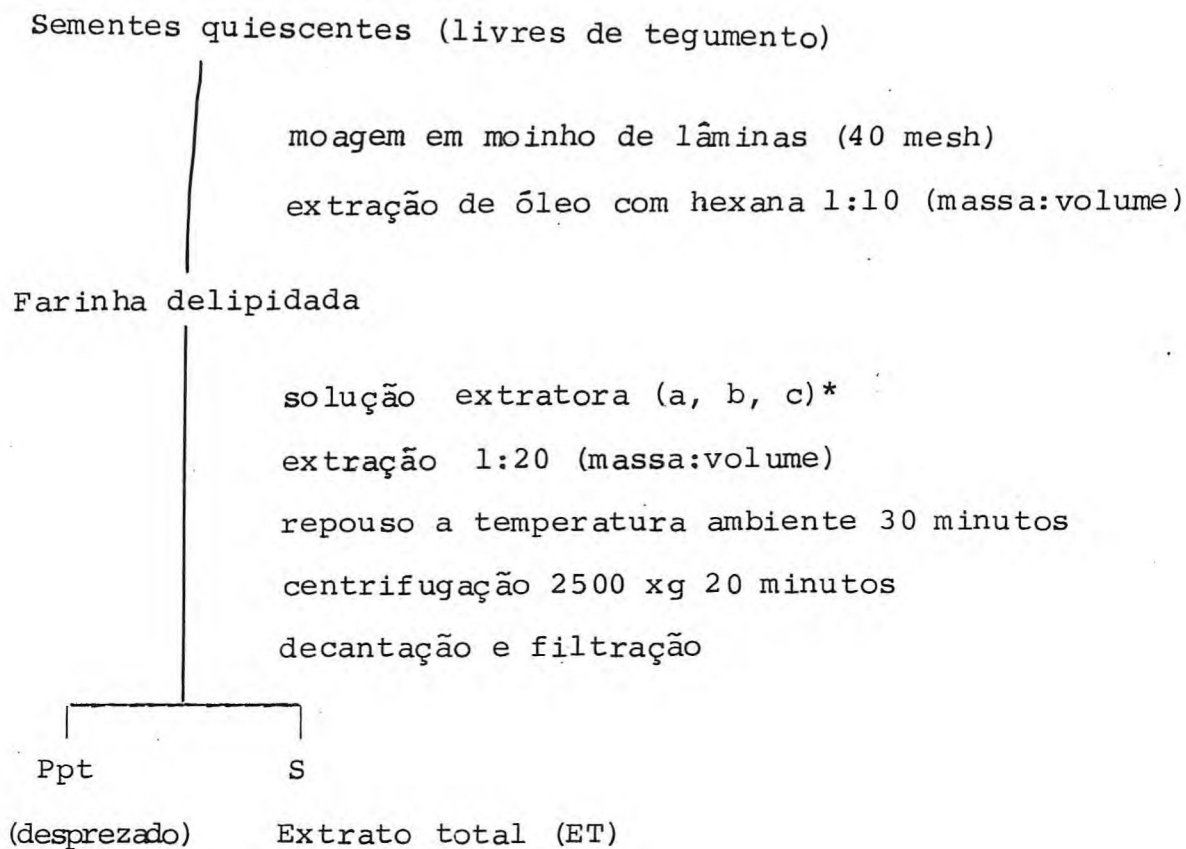 Sementes quiescentes (livres de tegumento)
moagem em moinho de lâminas (40 mesh)
extração de óleo com hexana 1:10 (massa:volume)
Farinha delipidada
solução extratora (a, b, c)*
extração 1:20 (massa:volume)
repouso a temperatura ambiente 30 minutos
centrifugação 2500 xg 20 minutos
decantação e filtração
Ppt S
(desprezado) Extrato total (ET)